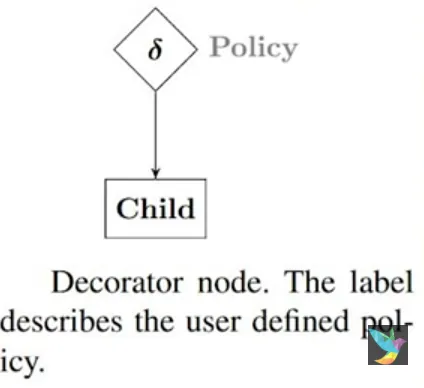 δ Policy
Child
Decorator node. The label
describes the user defined pol-
icy.